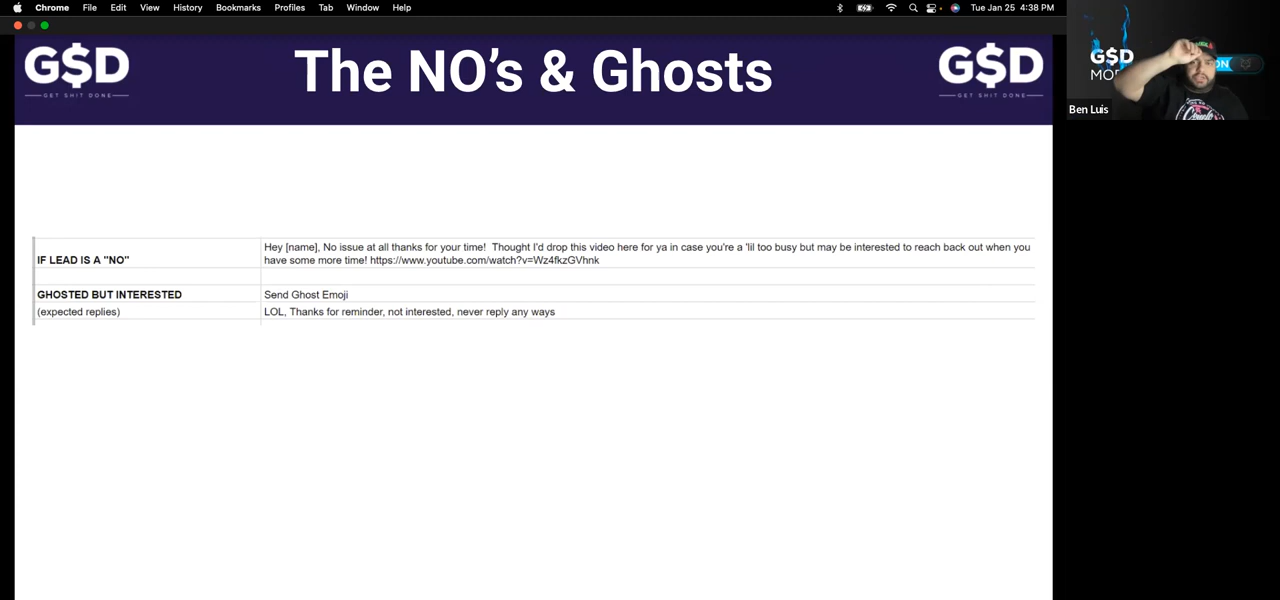 Chrome File Edit View History Bookmarks Profiles Tab Window Help Tue Jan 25 4:38 PM
G$D
GET SHIT DONE
The NO's & Ghosts
G$D
GET SHIT DONE
G$D
ON
Ben Luis
IF LEAD IS A "NO"
Hey [name], No issue at all thanks for your time! Thought I'd drop this video here for ya in case you're a 'lil too busy but may be interested to reach back out when you
have some more time! https://www.youtube.com/watch?v=Wz4fkzGVhnk
GHOSTED BUT INTERESTED
Send Ghost Emoji
(expected replies)
LOL, Thanks for reminder, not interested, never reply any ways